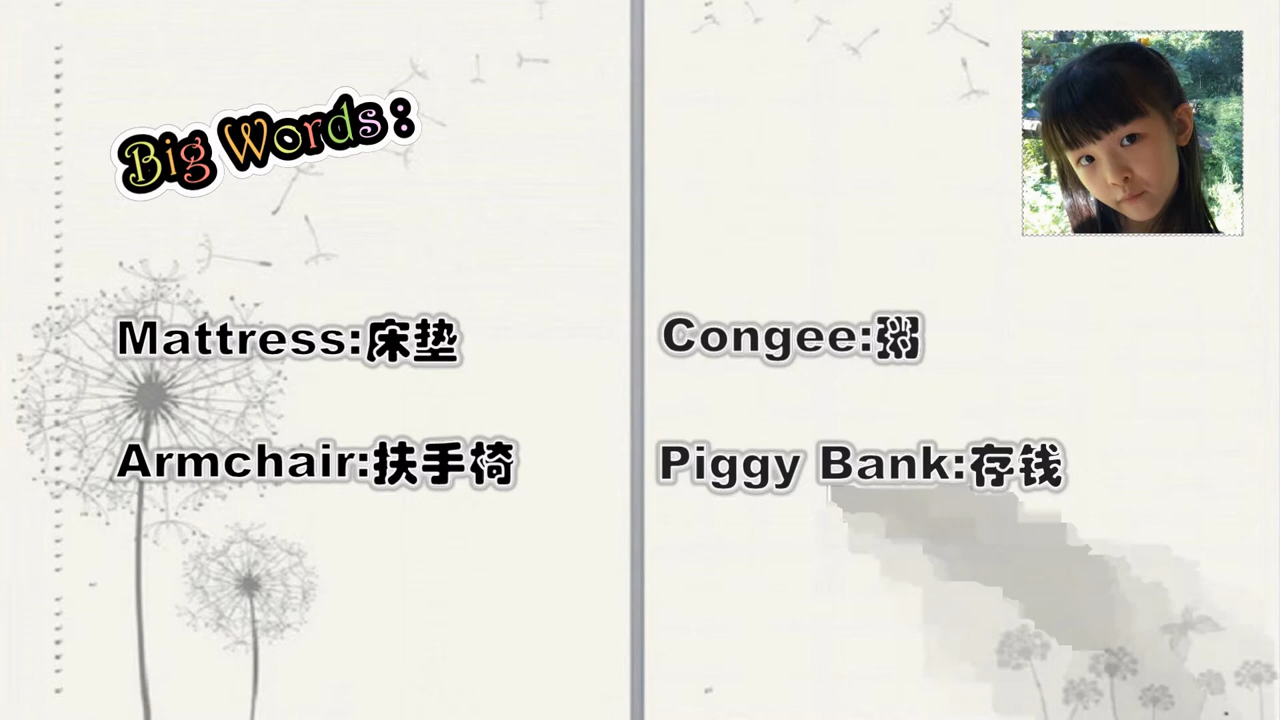 Big Words:
Mattress:床垫
Armchair:扶手椅
Congee:粥
Piggy Bank:存钱